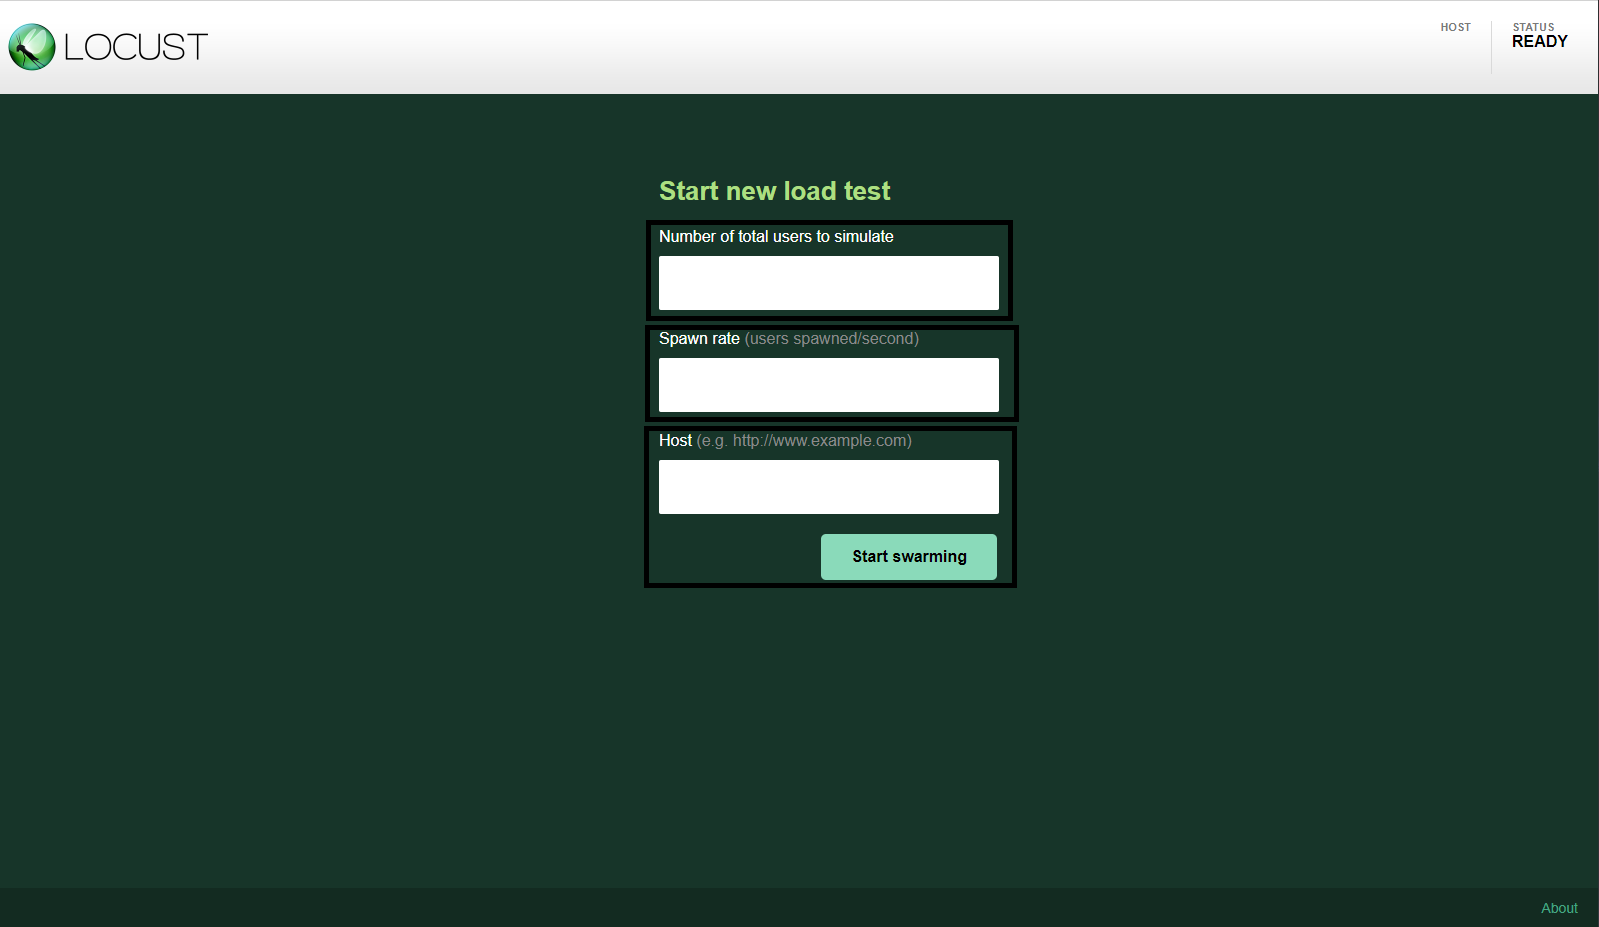 LOCUST
HOST
STATUS
READY
Start new load test
Number of total users to simulate
Spawn rate (users spawned/second)
Host (e.g. http://www.example.com)
Start swarming
About